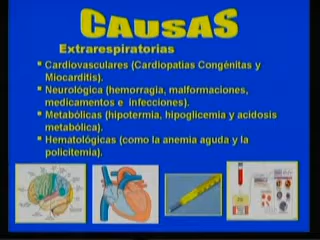 CAUSAS
Extrarespiratorias
Cardiovasculares (Cardiopatías Congénitas y
Miocarditis).
Neurológica (hemorragia, malformaciones,
medicamentos e infecciones).
Metabólicas (hipotermia, hipoglicemia y acidosis
metabólica).
Hematológicas (como la anemia aguda y la
policitemia).